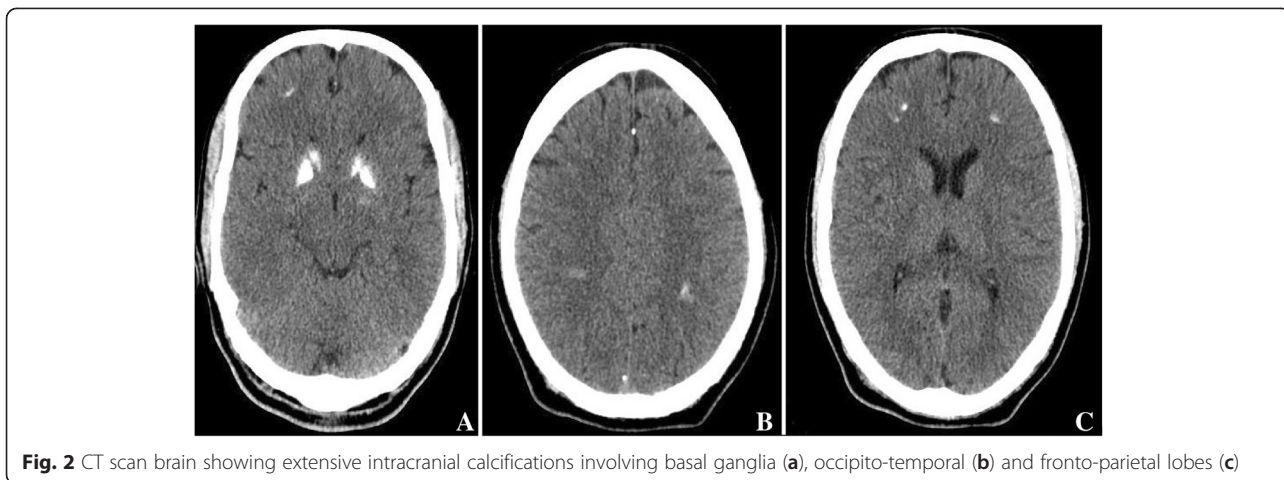 A
B
C
Fig. 2 CT scan brain showing extensive intracranial calcifications involving basal ganglia (a), occipito-temporal (b) and fronto-parietal lobes (c)